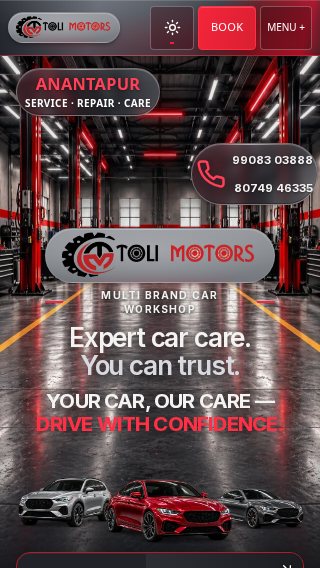 TOLI MOTORS
BOOK
MENU +
ANANTAPUR
SERVICE · REPAIR · CARE
99083 03888
80749 46335
TOLI MOTORS
MULTI BRAND CAR
WORKSHOP
Expert car care.
You can trust.
YOUR CAR, OUR CARE —
DRIVE WITH CONFIDENCE.